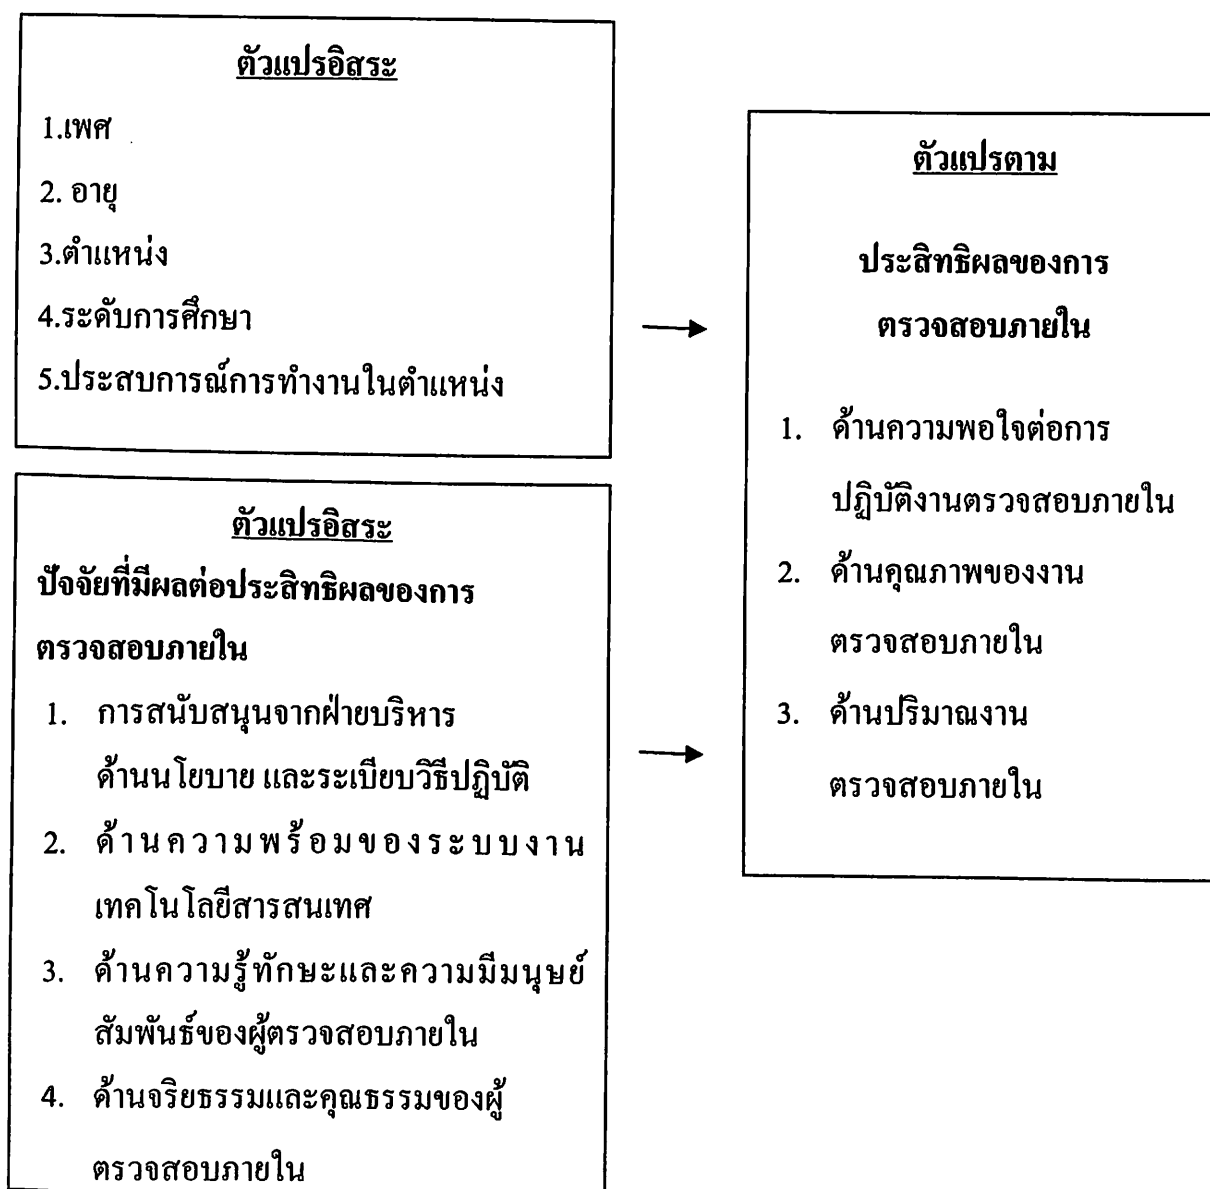 ตัวแปรอิสระ
1.เพศ
2. อายุ
3.ตำแหน่ง
4.ระดับการศึกษา
5.ประสบการณ์การทำงานในตำแหน่ง
ตัวแปรอิสระ
ปัจจัยที่มีผลต่อประสิทธิผลของการ
ตรวจสอบภายใน
1. การสนับสนุนจากฝ่ายบริหาร
ด้านนโยบาย และระเบียบวิธีปฏิบัติ
2. ด้านความพร้อมของระบบงาน
เทคโนโลยีสารสนเทศ
3. ด้านความรู้ทักษะและความมีมนุษย์
สัมพันธ์ของผู้ตรวจสอบภายใน
4. ด้านจริยธรรมและคุณธรรมของผู้
ตรวจสอบภายใน
ตัวแปรตาม
ประสิทธิผลของการ
ตรวจสอบภายใน
1. ด้านความพอใจต่อการ
ปฏิบัติงานตรวจสอบภายใน
2. ด้านคุณภาพของงาน
ตรวจสอบภายใน
3. ด้านปริมาณงาน
ตรวจสอบภายใน